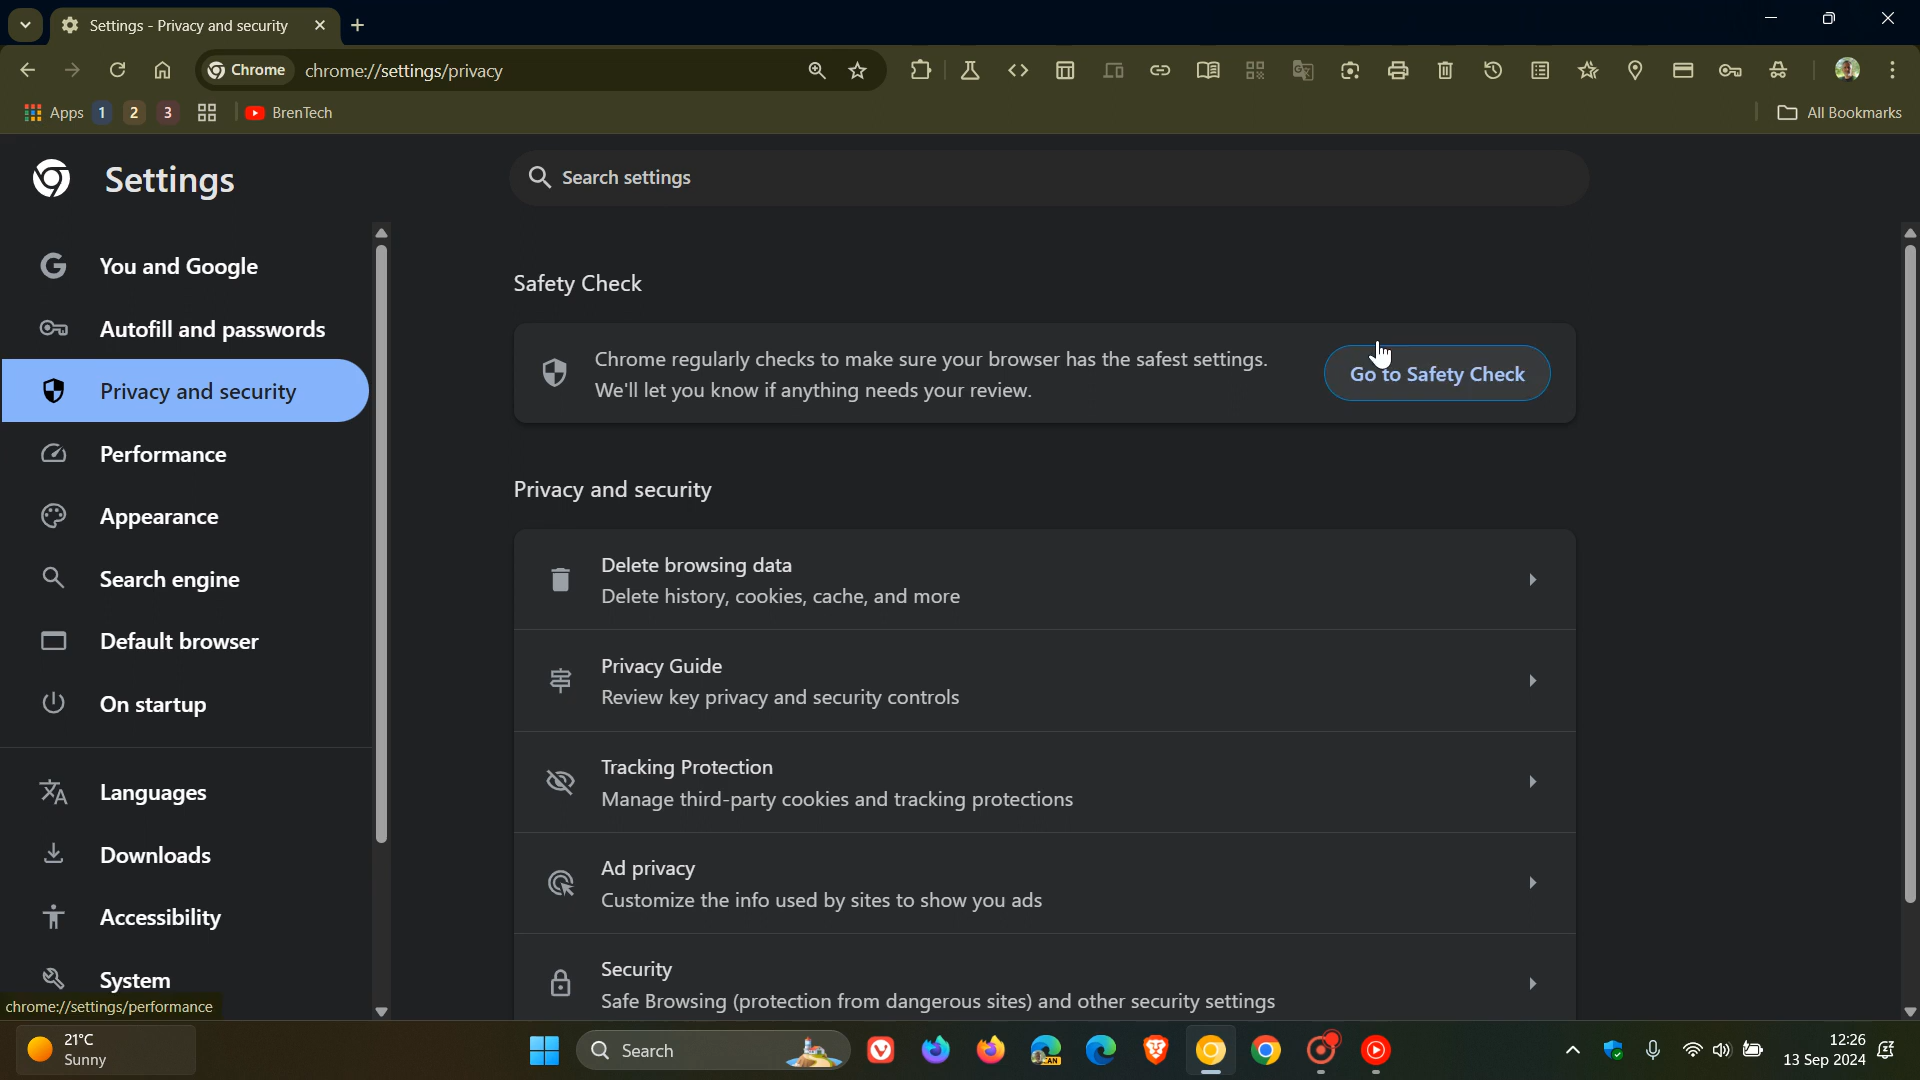 Settings - Privacy and security
Chrome
chrome://settings/privacy
Apps
1
2
3
BrenTech
All Bookmarks
Settings
Search settings
You and Google
Autofill and passwords
Privacy and security
Performance
Appearance
Search engine
Default browser
On startup
Languages
Downloads
Accessibility
System
chrome://settings/performance
Safety Check
Chrome regularly checks to make sure your browser has the safest settings.
We'll let you know if anything needs your review.
Go to Safety Check
Privacy and security
Delete browsing data
Delete history, cookies, cache, and more
Privacy Guide
Review key privacy and security controls
Tracking Protection
Manage third-party cookies and tracking protections
Ad privacy
Customize the info used by sites to show you ads
Security
Safe Browsing (protection from dangerous sites) and other security settings
21°C
Sunny
Search
CAN
12:26
13 Sep 2024